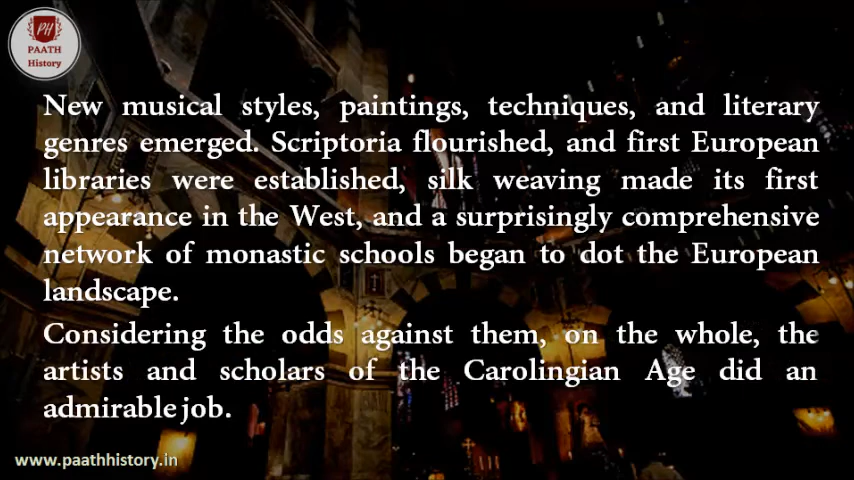 PH
PAATH
History
New musical styles, paintings, techniques, and literary
genres emerged. Scriptoria flourished, and first European
libraries were established, silk weaving made its first
appearance in the West, and a surprisingly comprehensive
network of monastic schools began to dot the European
landscape.
Considering the odds against them, on the whole, the
artists and scholars of the Carolingian Age did an
admirable job.
www.paathhistory.in